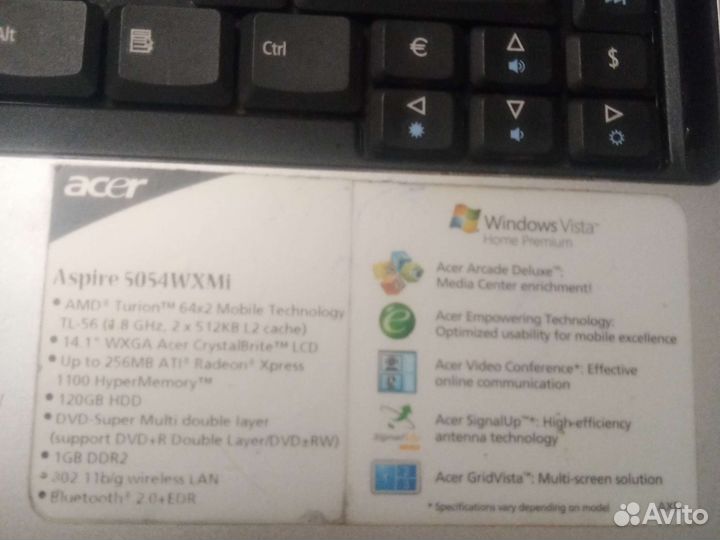 Alt
Ctrl
€
$
acer
Aspire 5054WXMi
• AMD® Turion™ 64x2 Mobile Technology
TL-56 (1.8 GHz, 2 x 512KB L2 cache)
• 14.1" WXGA Acer CrystalBrite™ LCD
• Up to 256MB ATI® Radeon® Xpress
1100 HyperMemory™
• 120GB HDD
• DVD-Super Multi double layer
(support DVD+R Double Layer/DVD±RW)
• 1GB DDR2
• 802.11b/g wireless LAN
• Bluetooth® 2.0+EDR
Windows Vista™
Home Premium
Acer Arcade Deluxe™:
Media Center enrichment!
Acer Empowering Technology:
Optimized usability for mobile excellence
Acer Video Conference*: Effective
online communication
Acer SignalUp™*: High-efficiency
antenna technology
Acer GridVista™: Multi-screen solution
* Specifications vary depending on model
Avito